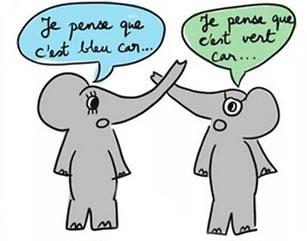 Je pense que
c'est bleu car...
Je pense que
c'est vert
car...